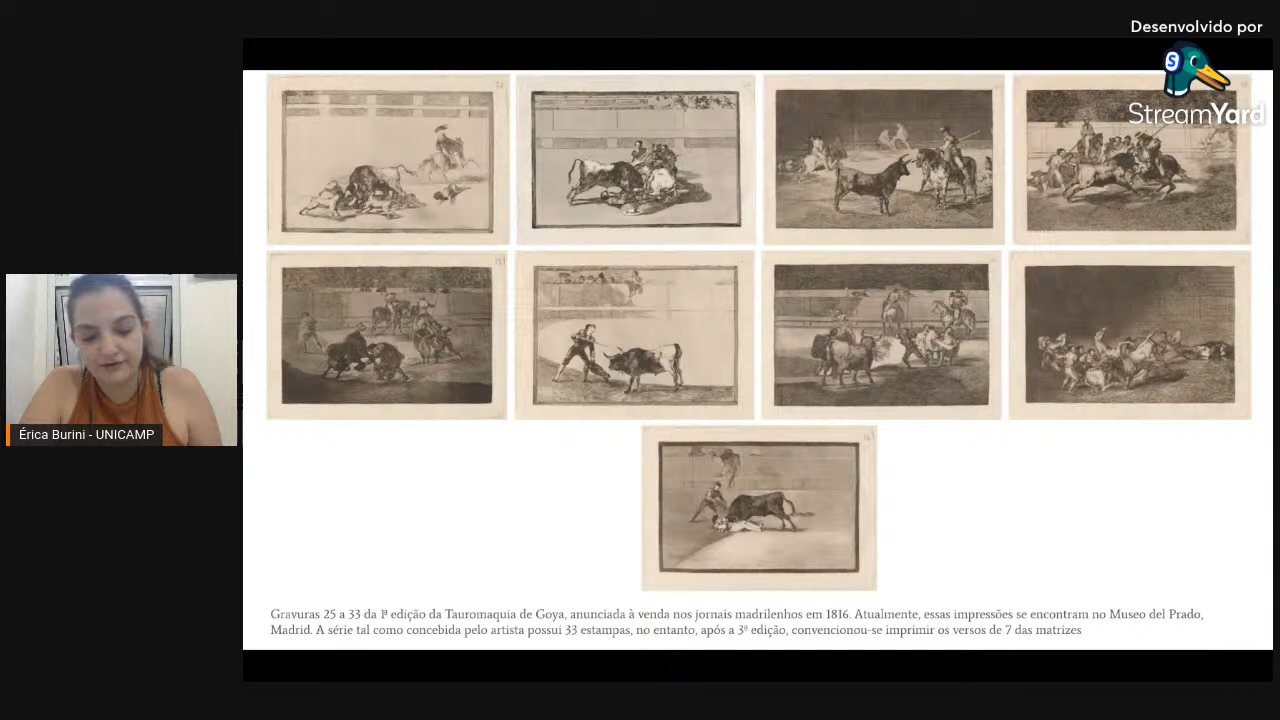 Desenvolvido por
S
StreamYard
Érica Burini - UNICAMP
Gravuras 25 a 33 da 1ª edição da Tauromaquia de Goya, anunciada à venda nos jornais madrilenhos em 1816. Atualmente, essas impressões se encontram no Museo del Prado,
Madrid. A série tal como concebida pelo artista possui 33 estampas, no entanto, após a 3ª edição, convencionou-se imprimir os versos de 7 das matrizes